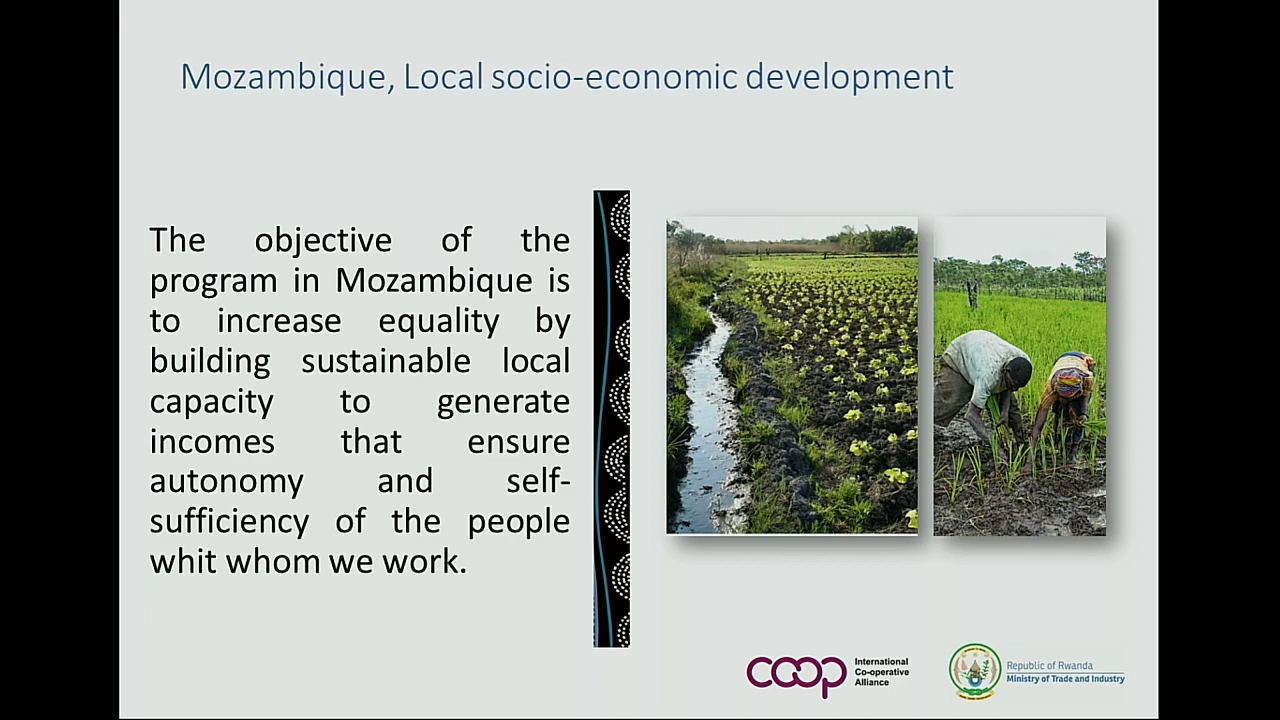 Mozambique, Local socio-economic development
The objective of the
program in Mozambique is
to increase equality by
building sustainable local
capacity to generate
incomes that ensure
autonomy and self-
sufficiency of the people
whit whom we work.
coop
International
Co-operative
Alliance
Republic of Rwanda
Ministry of Trade and Industry